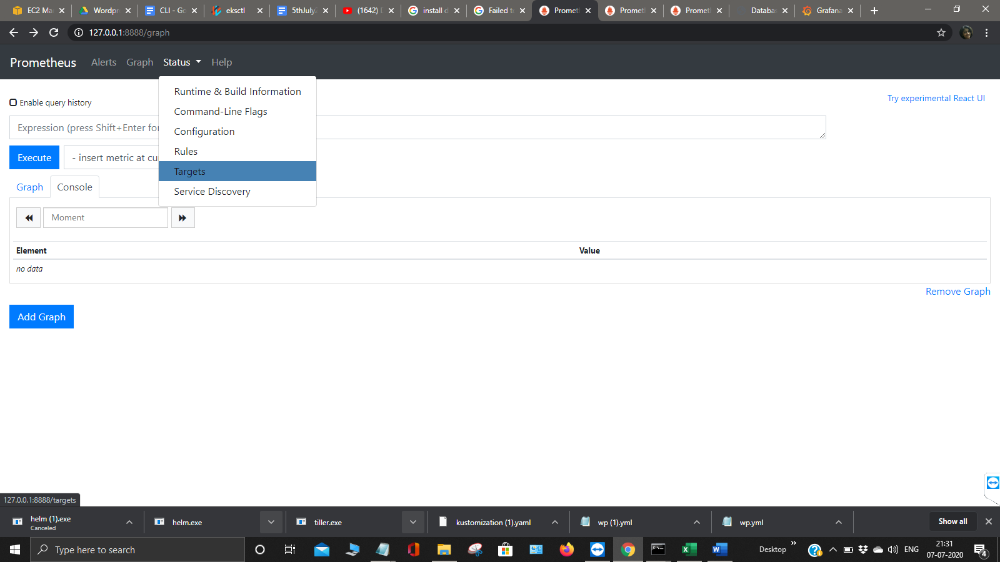 EC2 Ma
Wordpr
CLI - Go
eksctl
5thJuly
(1642)
install d
Failed t
Promet
Promet
Promet
Databa
Grafana
127.0.0.1:8888/graph
Prometheus
Alerts
Graph
Status
Help
Runtime & Build Information
Command-Line Flags
Configuration
Rules
Targets
Service Discovery
Enable query history
Try experimental React UI
Expression (press Shift+Enter for
Execute
- insert metric at cu
Graph
Console
Moment
Element
Value
no data
Remove Graph
Add Graph
127.0.0.1:8888/targets
helm (1).exe
Canceled
helm.exe
tiller.exe
kustomization (1).yaml
wp (1).yml
wp.yml
Show all
Type here to search
Desktop
ENG
21:31
07-07-2020
4